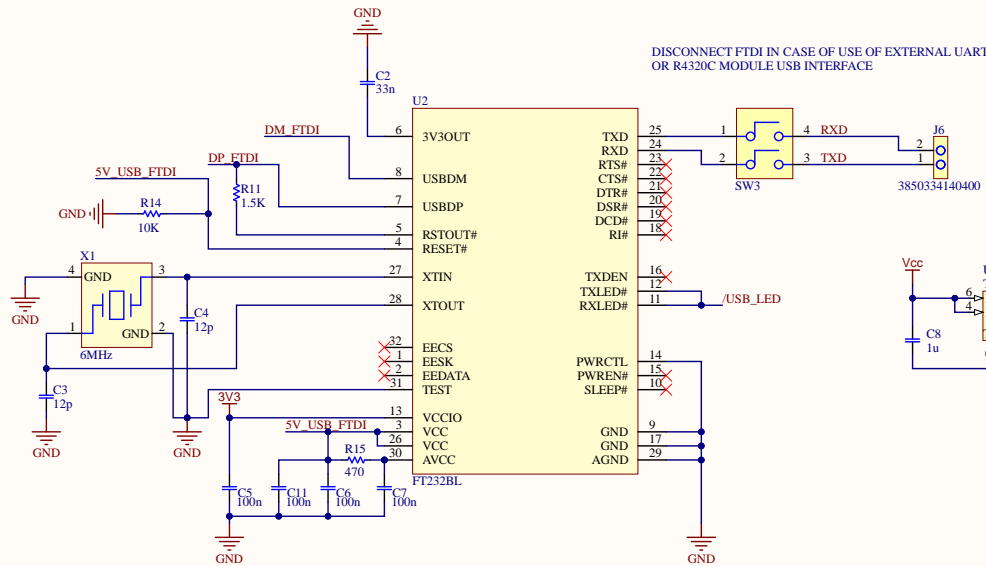 GND
C2
33n
DISCONNECT FTDI IN CASE OF USE OF EXTERNAL UART
OR R4320C MODULE USB INTERFACE
U2
DM_FTDI
6
3V3OUT
TXD
25
1
4
RXD
J6
RXD
24
2
DP_FTDI
RTS#
23
2
3
TXD
1
5V_USB_FTDI
8
USBDM
CTS#
22
R11
1.5K
DTR#
21
SW3
3850334140400
R14
GND
10K
7
USBDP
DSR#
20
DCD#
19
5
RSTOUT#
RI#
18
4
RESET#
X1
4
GND
3
27
XTIN
TXDEN
16
Vcc
U
T
TXLED#
12
6
GND
28
XTOUT
RXLED#
11
/USB_LED
4
C4
12p
1
GND
2
C8
1u
6MHz
32
EECS
1
EESK
PWRCTL
14
2
EEDATA
PWREN#
15
C3
12p
31
TEST
SLEEP#
10
3V3
13
VCCIO
5V_USB_FTDI
3
VCC
GND
9
GND
GND
26
VCC
GND
17
R15
470
30
AVCC
AGND
29
FT232BL
C5
100n
C11
100n
C6
100n
C7
100n
GND
GND